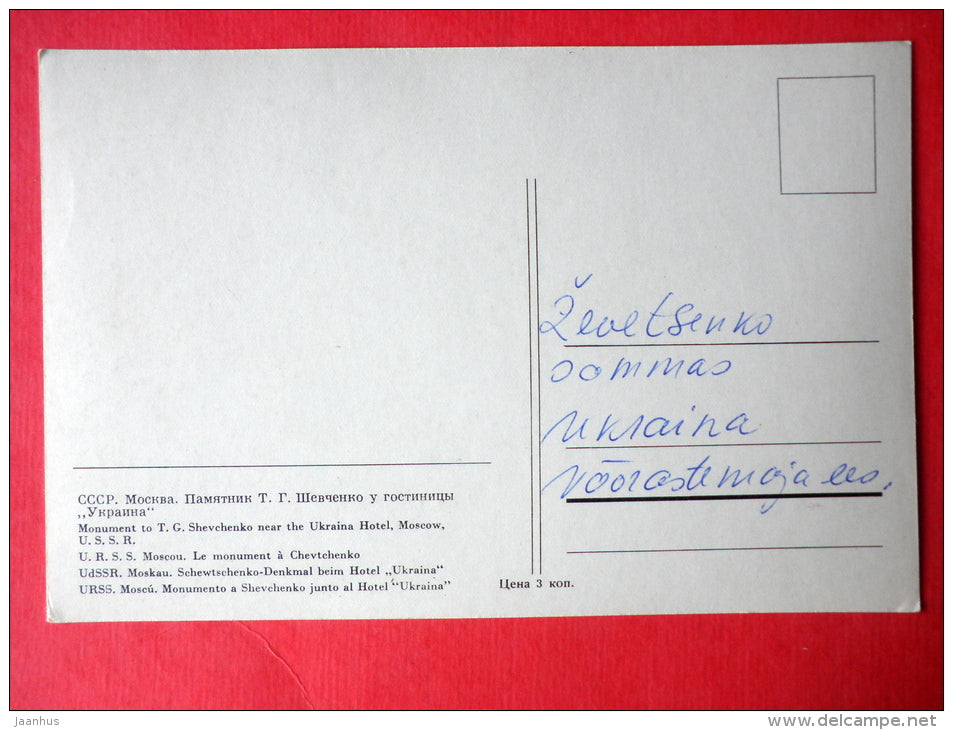 Ževetšenko
sommas
Ukraina
võõrastemaja ees.
СССР. Москва. Памятник Т. Г. Шевченко у гостиницы
„Украина“
Monument to T. G. Shevchenko near the Ukraina Hotel, Moscow,
U. S. S. R.
U. R. S. S. Moscou. Le monument à Chevtchenko
UdSSR. Moskau. Schewtschenko-Denkmal beim Hotel „Ukraina“
URSS. Moscú. Monumento a Shevchenko junto al Hotel “Ukraina”
Цена 3 коп.
Jaanhus
www.delcampe.net